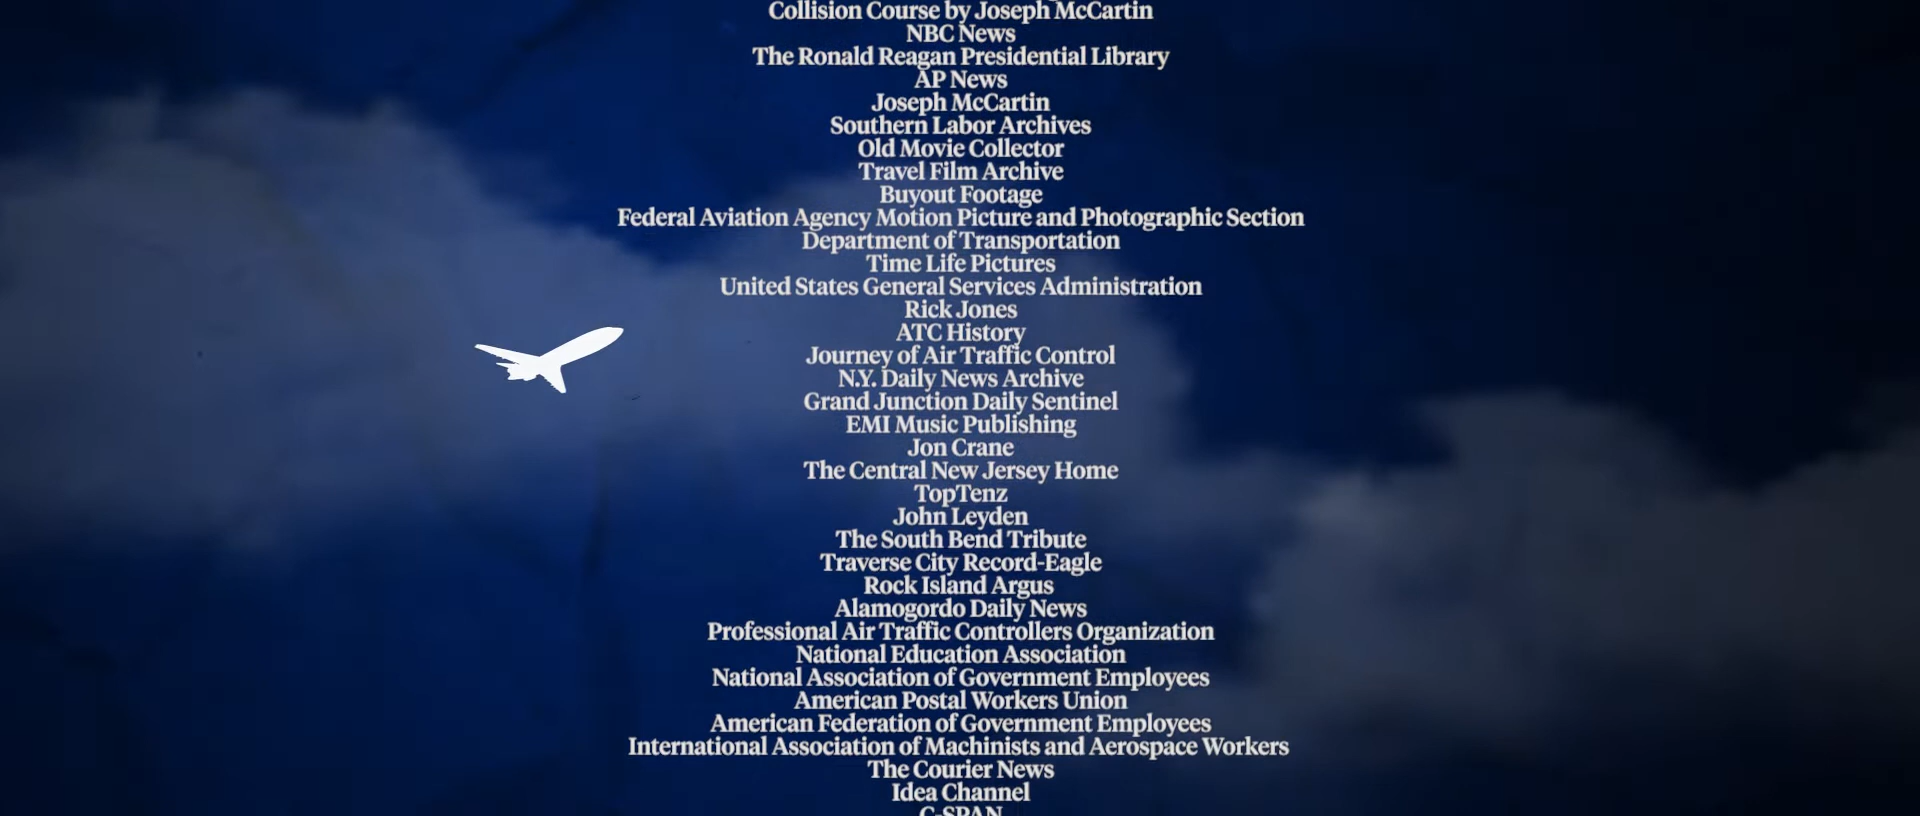 Collision Course by Joseph McCartin
NBC News
The Ronald Reagan Presidential Library
AP News
Joseph McCartin
Southern Labor Archives
Old Movie Collector
Travel Film Archive
Buyout Footage
Federal Aviation Agency Motion Picture and Photographic Section
Department of Transportation
Time Life Pictures
United States General Services Administration
Rick Jones
ATC History
Journey of Air Traffic Control
N.Y. Daily News Archive
Grand Junction Daily Sentinel
EMI Music Publishing
Jon Crane
The Central New Jersey Home
TopTenz
John Leyden
The South Bend Tribute
Traverse City Record-Eagle
Rock Island Argus
Alamogordo Daily News
Professional Air Traffic Controllers Organization
National Education Association
National Association of Government Employees
American Postal Workers Union
American Federation of Government Employees
International Association of Machinists and Aerospace Workers
The Courier News
Idea Channel
C-SPAN